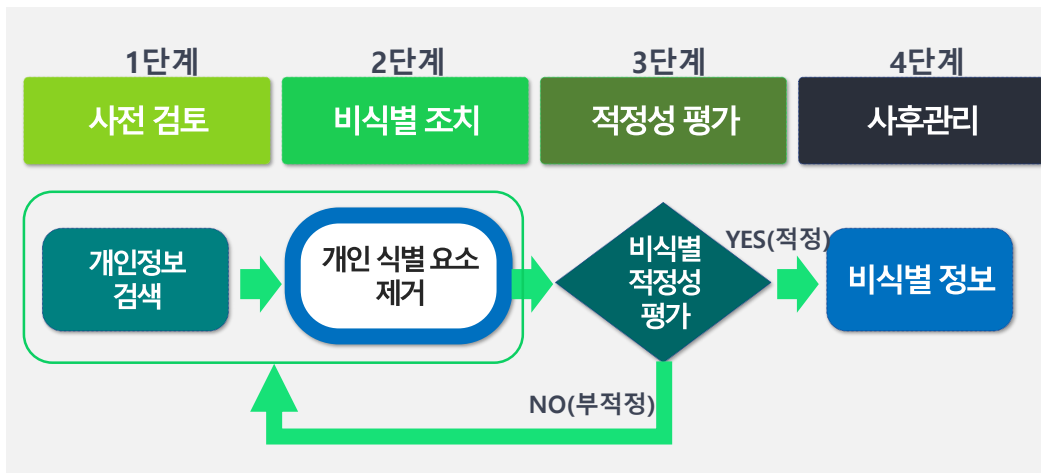 1단계
2단계
3단계
4단계
사전 검토
비식별 조치
적정성 평가
사후관리
개인정보
검색
개인 식별 요소
제거
비식별
적정성
평가
YES(적정)
비식별 정보
NO(부적정)